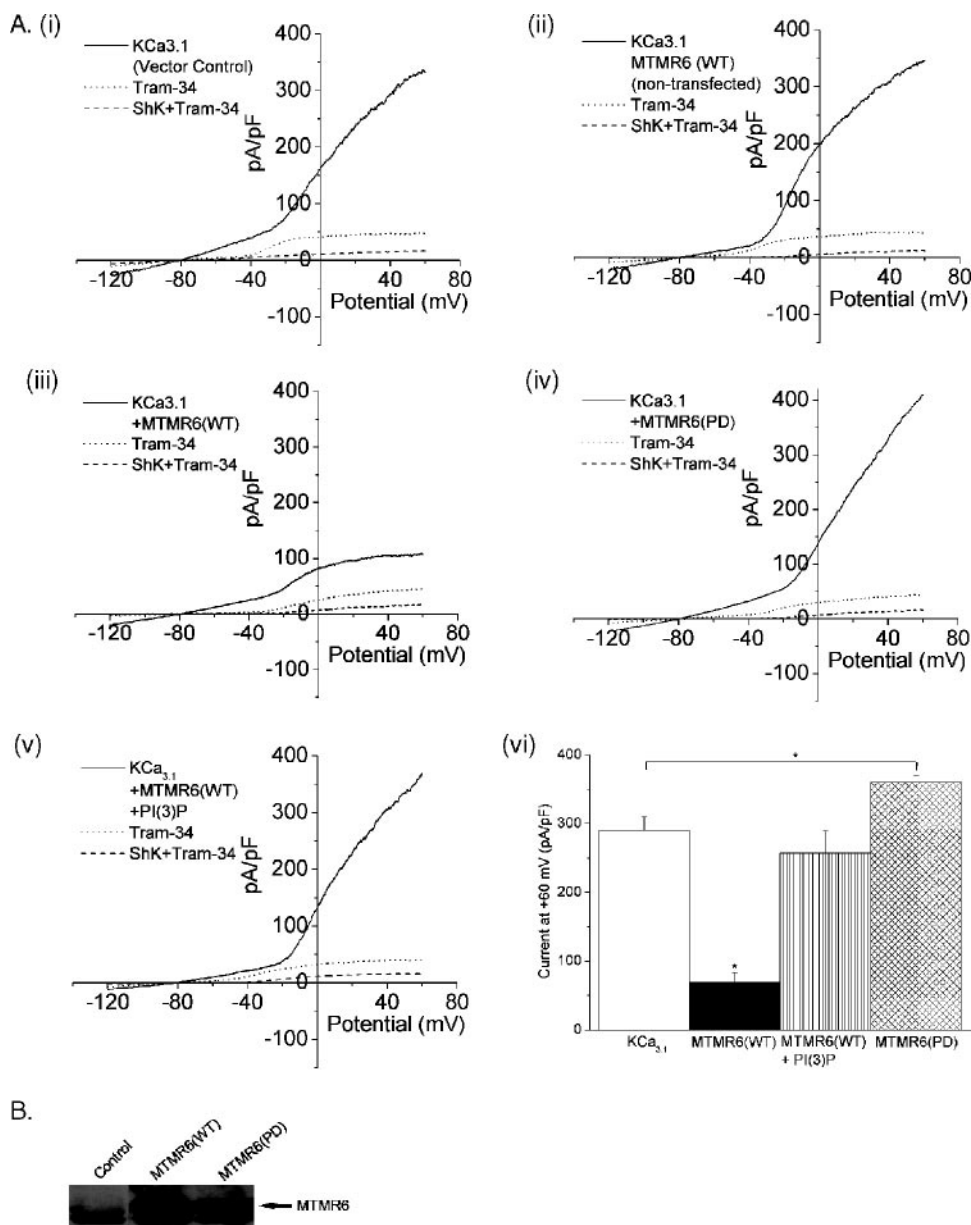 A. (i)
KCa3.1
(Vector Control)
Tram-34
ShK+Tram-34
pA/pF
400
300
200
100
0
-100
-120
-80
-40
0
40
80
Potential (mV)
(ii)
KCa3.1
MTMR6 (WT)
(non-transfected)
Tram-34
ShK+Tram-34
pA/pF
400
300
200
100
0
-100
-120
-80
-40
0
40
80
Potential (mV)
(iii)
KCa3.1
+MTMR6(WT)
Tram-34
ShK+Tram-34
pA/pF
400
300
200
100
0
-100
-120
-80
-40
0
40
80
Potential (mV)
(iv)
KCa3.1
+MTMR6(PD)
Tram-34
ShK+Tram-34
pA/pF
400
300
200
100
0
-100
-120
-80
-40
0
40
80
Potential (mV)
(v)
KCa3.1
+MTMR6(WT)
+PI(3)P
Tram-34
ShK+Tram-34
pA/pF
400
300
200
100
0
-100
-120
-80
-40
0
40
80
Potential (mV)
(vi)
Current at +60 mV (pA/pF)
400
300
200
100
0
*
*
KCa3.1
MTMR6(WT)
MTMR6(WT)
+ PI(3)P
MTMR6(PD)
B.
Control
MTMR6(WT)
MTMR6(PD)
MTMR6